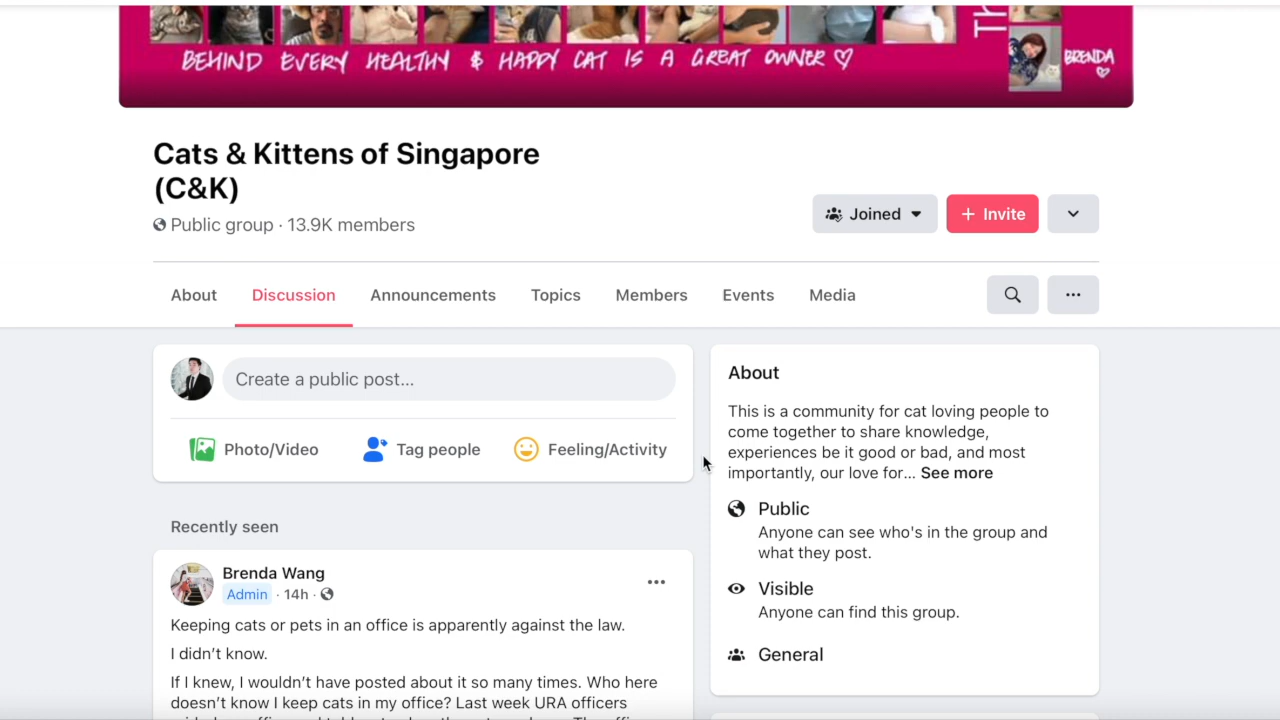 BEHIND EVERY HEALTHY & HAPPY CAT IS A GREAT OWNER ♡
BRENDA
Cats & Kittens of Singapore
(C&K)
Public group · 13.9K members
Joined
+ Invite
About
Discussion
Announcements
Topics
Members
Events
Media
Create a public post...
Photo/Video
Tag people
Feeling/Activity
Recently seen
Brenda Wang
Admin · 14h ·
Keeping cats or pets in an office is apparently against the law.
I didn't know.
If I knew, I wouldn't have posted about it so many times. Who here
doesn't know I keep cats in my office? Last week URA officers
About
This is a community for cat loving people to
come together to share knowledge,
experiences be it good or bad, and most
importantly, our love for... See more
Public
Anyone can see who's in the group and
what they post.
Visible
Anyone can find this group.
General